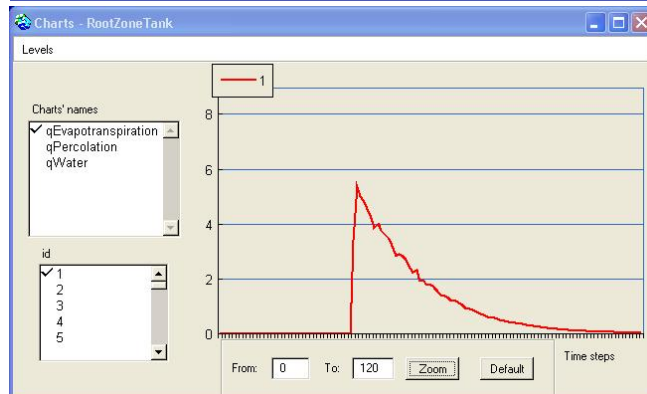 Charts - RootZoneTank
Levels
1
Charts' names
qEvapotranspiration
qPercolation
qWater
id
1
2
3
4
5
8
6
4
2
0
From: 0 To: 120 Zoom Default
Time steps